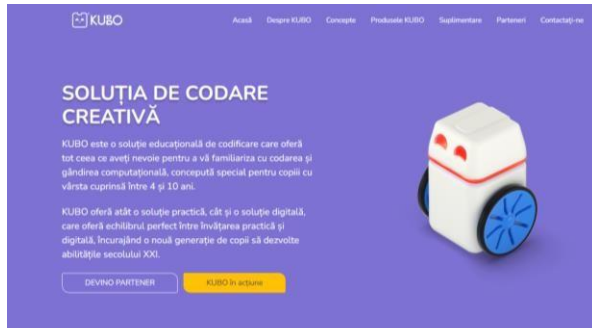 KUBO
Acasă Despre KUBO Concepte Produsele KUBO Suplimentare Parteneri Contactați-ne
SOLUȚIA DE CODARE
CREATIVĂ
KUBO este o soluție educațională de codificare care oferă
tot ceea ce aveți nevoie pentru a vă familiariza cu codarea și
gândirea computațională, concepută special pentru copiii cu
vârsta cuprinsă între 4 și 10 ani.
KUBO oferă atât o soluție practică, cât și o soluție digitală,
care oferă echilibrul perfect între învățarea practică și
digitală, încurajând o nouă generație de copii să dezvolte
abilitățile secolului XXI.
DEVINO PARTENER KUBO în acțiune